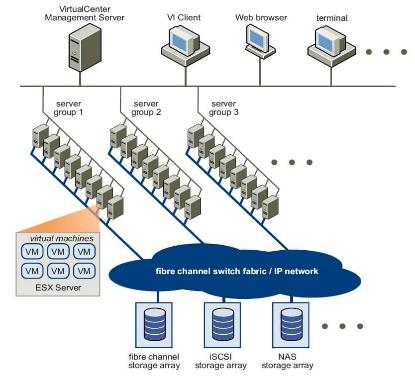 VirtualCenter
Management Server
VI Client
Web browser
terminal
server
group 1
server
group 2
server
group 3
virtual machines
VM VM VM
VM VM VM
ESX Server
fibre channel switch fabric / IP network
fibre channel
storage array
iSCSI
storage array
NAS
storage array